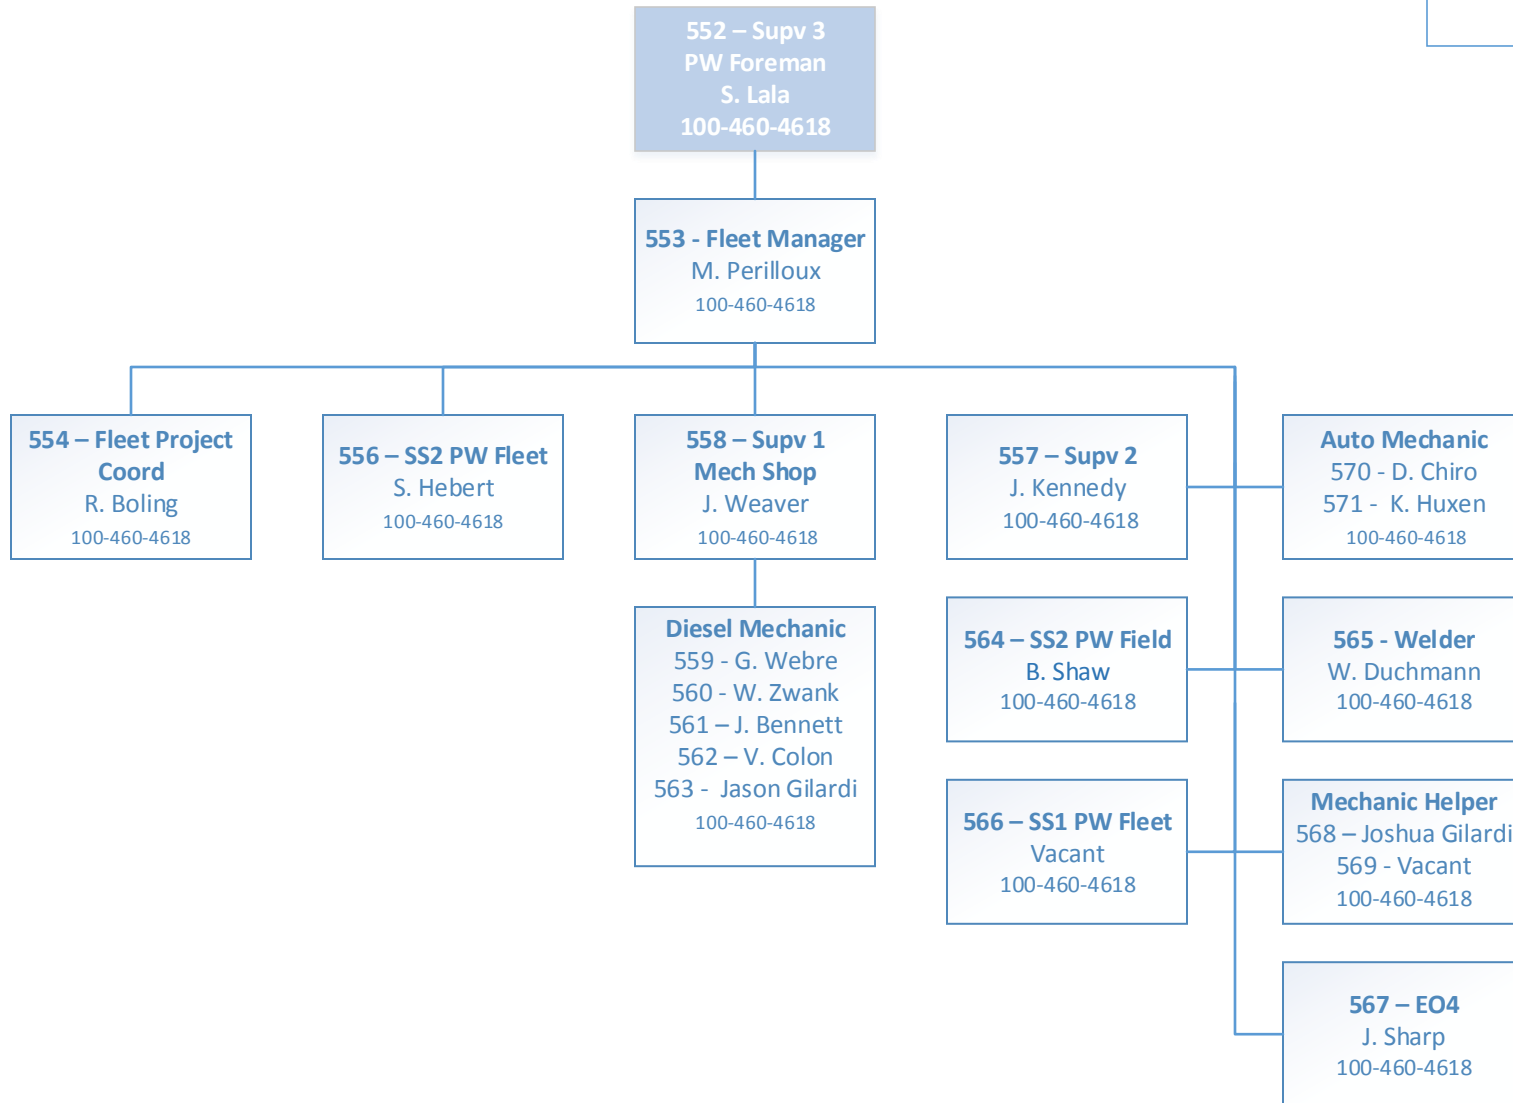 552 – Supv 3
PW Foreman
S. Lala
100-460-4618
553 - Fleet Manager
M. Perilloux
100-460-4618
554 – Fleet Project
Coord
R. Boling
100-460-4618
556 – SS2 PW Fleet
S. Hebert
100-460-4618
558 – Supv 1
Mech Shop
J. Weaver
100-460-4618
557 – Supv 2
J. Kennedy
100-460-4618
Auto Mechanic
570 - D. Chiro
571 - K. Huxen
100-460-4618
Diesel Mechanic
559 - G. Webre
560 - W. Zwank
561 – J. Bennett
562 – V. Colon
563 - Jason Gilardi
100-460-4618
564 – SS2 PW Field
B. Shaw
100-460-4618
565 - Welder
W. Duchmann
100-460-4618
566 – SS1 PW Fleet
Vacant
100-460-4618
Mechanic Helper
568 – Joshua Gilardi
569 - Vacant
100-460-4618
567 – EO4
J. Sharp
100-460-4618